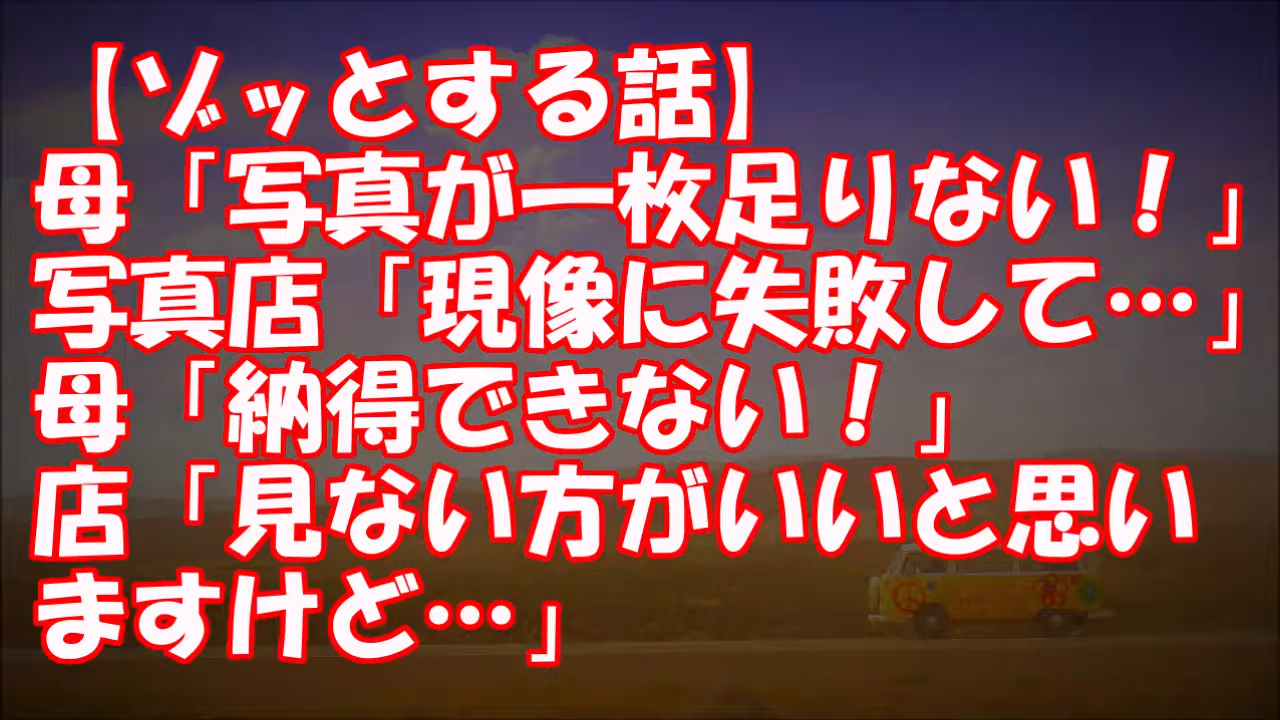 【ゾッとする話】
母「写真が一枚足りない！」
写真店「現像に失敗して…」
母「納得できない！」
店「見ない方がいいと思い
ますけど…」